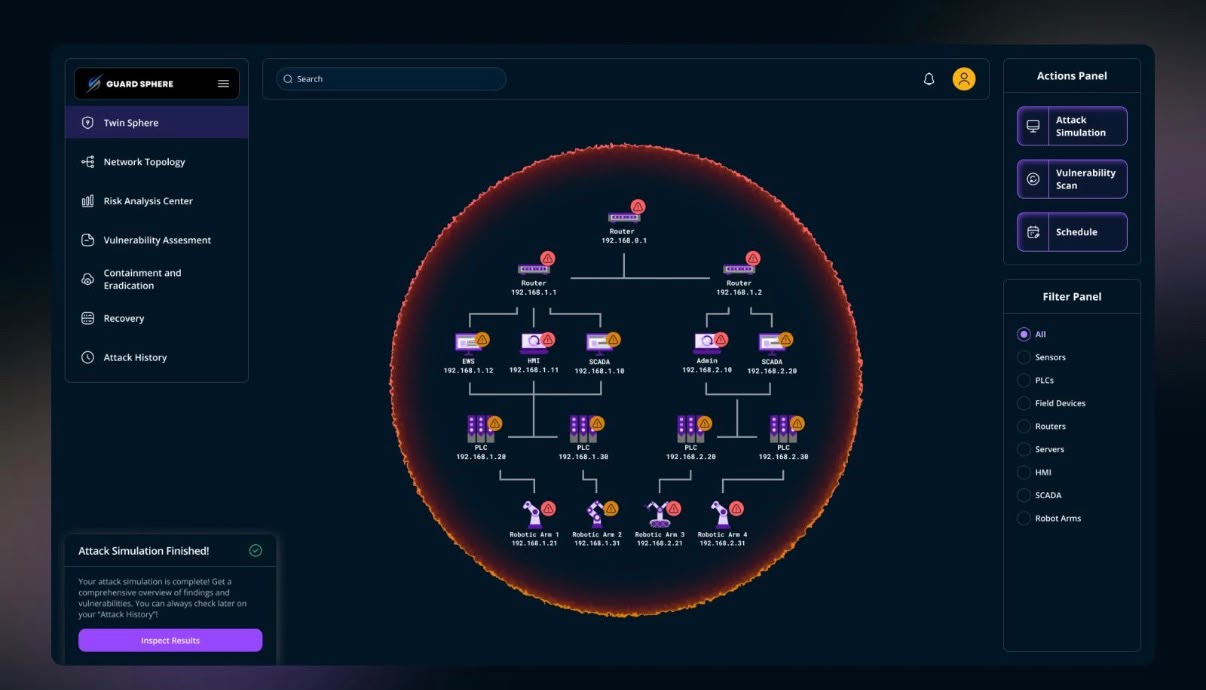 GUARD SPHERE
Twin Sphere
Network Topology
Risk Analysis Center
Vulnerability Assesment
Containment and
Eradication
Recovery
Attack History
Search
Router
192.168.0.1
Router
192.168.1.1
Router
192.168.1.2
EWS
192.168.1.12
HMI
192.168.1.11
SCADA
192.168.1.10
Admin
192.168.2.10
SCADA
192.168.2.20
PLC
192.168.1.20
PLC
192.168.1.30
PLC
192.168.2.20
PLC
192.168.2.30
Robotic Arm 1
192.168.1.21
Robotic Arm 2
192.168.1.31
Robotic Arm 3
192.168.2.21
Robotic Arm 4
192.168.2.31
Actions Panel
Attack
Simulation
Vulnerability
Scan
Schedule
Filter Panel
All
Sensors
PLCs
Field Devices
Routers
Servers
HMI
SCADA
Robot Arms
Attack Simulation Finished!
Your attack simulation is complete! Get a
comprehensive overview of findings and
vulnerabilities. You can always check later on
your "Attack History"!
Inspect Results